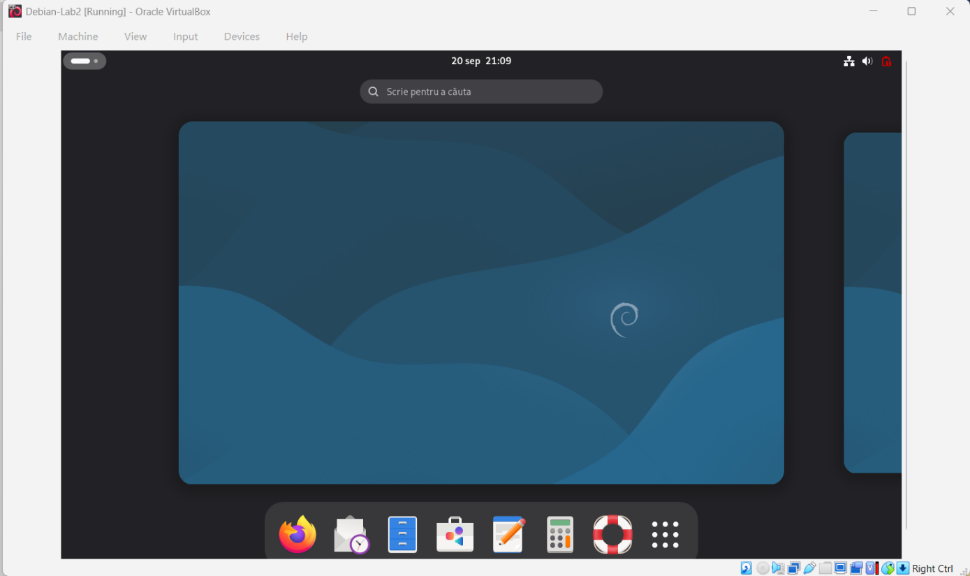 Debian-Lab2 [Running] - Oracle VirtualBox
File Machine View Input Devices Help
20 sep 21:09
Scrie pentru a căuta
Right Ctrl